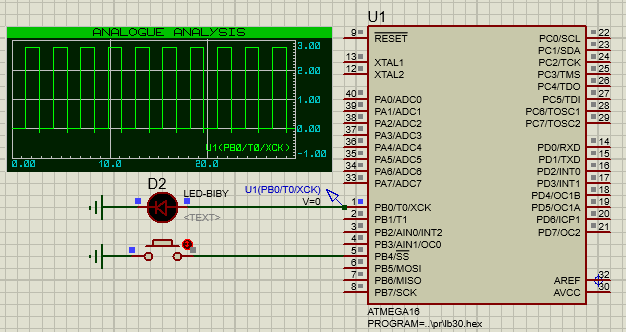 U1
ANALOGUE ANALYSIS
3.00
2.00
1.00
0.00
-1.00
U1(PB0/T0/XCK)
0.00 10.0 20.0
D2
LED-BIBY
<TEXT>
U1(PB0/T0/XCK)
V=0
9 RESET
13 XTAL1
12 XTAL2
40 PA0/ADC0
39 PA1/ADC1
38 PA2/ADC2
37 PA3/ADC3
36 PA4/ADC4
35 PA5/ADC5
34 PA6/ADC6
33 PA7/ADC7
1 PB0/T0/XCK
2 PB1/T1
3 PB2/AIN0/INT2
4 PB3/AIN1/OC0
5 PB4/SS
6 PB5/MOSI
7 PB6/MISO
8 PB7/SCK
PC0/SCL 22
PC1/SDA 23
PC2/TCK 24
PC3/TMS 25
PC4/TDO 26
PC5/TDI 27
PC6/TOSC1 28
PC7/TOSC2 29
PD0/RXD 14
PD1/TXD 15
PD2/INT0 16
PD3/INT1 17
PD4/OC1B 18
PD5/OC1A 19
PD6/ICP1 20
PD7/OC2 21
AREF 32
AVCC 30
ATMEGA16
PROGRAM=..\pr\lb30.hex